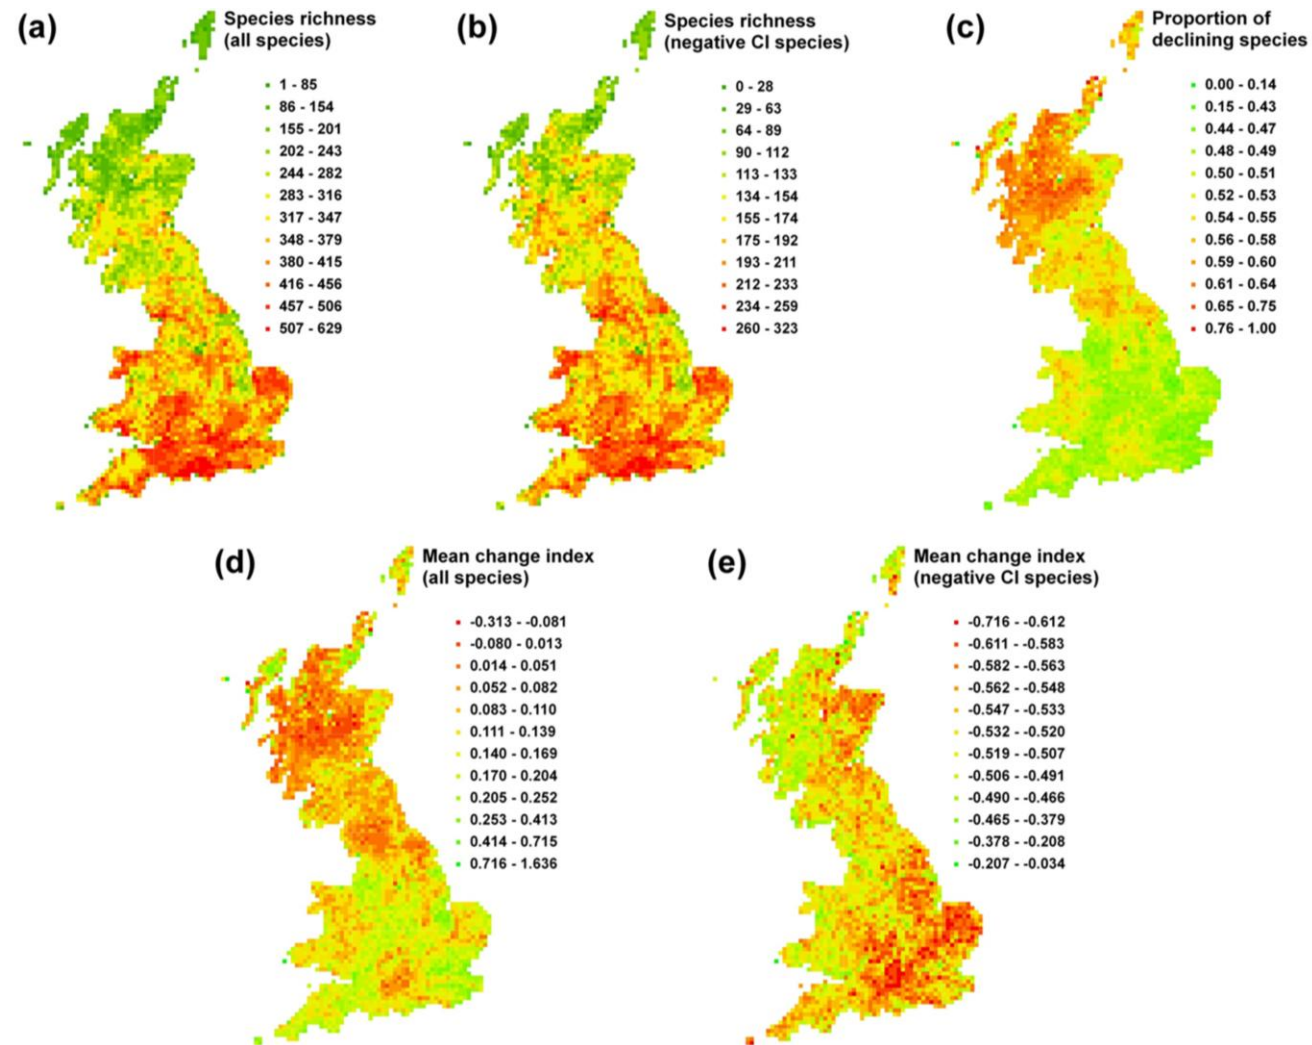 (a)
Species richness
(all species)
1 - 85
86 - 154
155 - 201
202 - 243
244 - 282
283 - 316
317 - 347
348 - 379
380 - 415
416 - 456
457 - 506
507 - 629
(b)
Species richness
(negative CI species)
0 - 28
29 - 63
64 - 89
90 - 112
113 - 133
134 - 154
155 - 174
175 - 192
193 - 211
212 - 233
234 - 259
260 - 323
(c)
Proportion of
declining species
0.00 - 0.14
0.15 - 0.43
0.44 - 0.47
0.48 - 0.49
0.50 - 0.51
0.52 - 0.53
0.54 - 0.55
0.56 - 0.58
0.59 - 0.60
0.61 - 0.64
0.65 - 0.75
0.76 - 1.00
(d)
Mean change index
(all species)
-0.313 - -0.081
-0.080 - 0.013
0.014 - 0.051
0.052 - 0.082
0.083 - 0.110
0.111 - 0.139
0.140 - 0.169
0.170 - 0.204
0.205 - 0.252
0.253 - 0.413
0.414 - 0.715
0.716 - 1.636
(e)
Mean change index
(negative CI species)
-0.716 - -0.612
-0.611 - -0.583
-0.582 - -0.563
-0.562 - -0.548
-0.547 - -0.533
-0.532 - -0.520
-0.519 - -0.507
-0.506 - -0.491
-0.490 - -0.466
-0.465 - -0.379
-0.378 - -0.208
-0.207 - -0.034